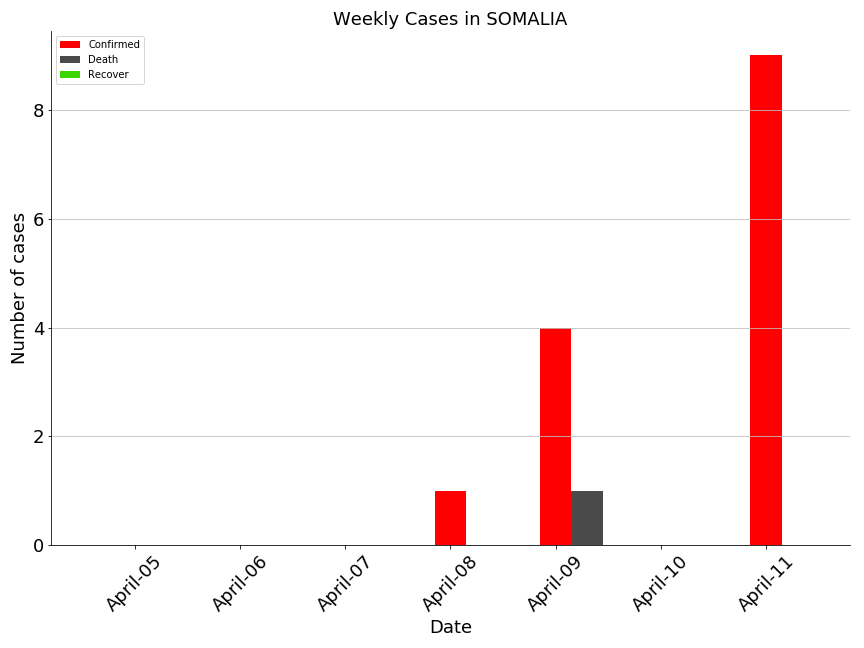 Weekly Cases in SOMALIA
Confirmed
Death
Recover
Number of cases
8
6
4
2
0
April-05
April-06
April-07
April-08
April-09
April-10
April-11
Date